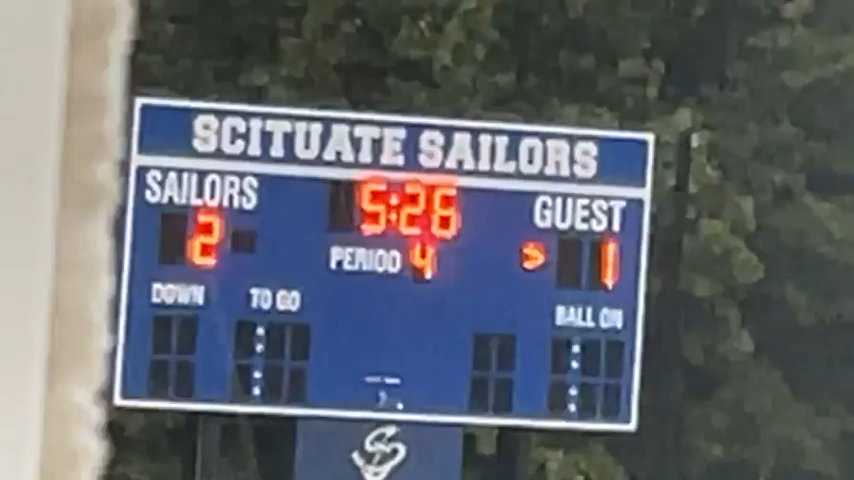 SCITUATE SAILORS
SAILORS 5:26 GUEST
2 PERIOD 4 > 1
DOWN TO GO BALL ON